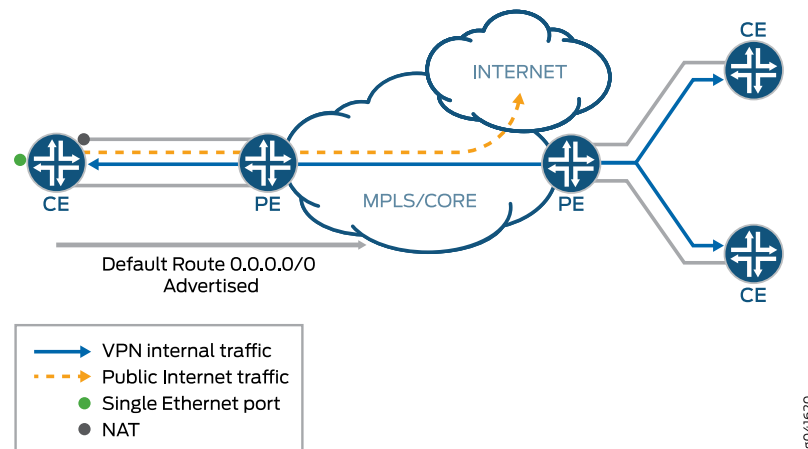 INTERNET
CE
CE
PE
MPLS/CORE
PE
CE
Default Route 0.0.0.0/0
Advertised
VPN internal traffic
Public Internet traffic
Single Ethernet port
NAT